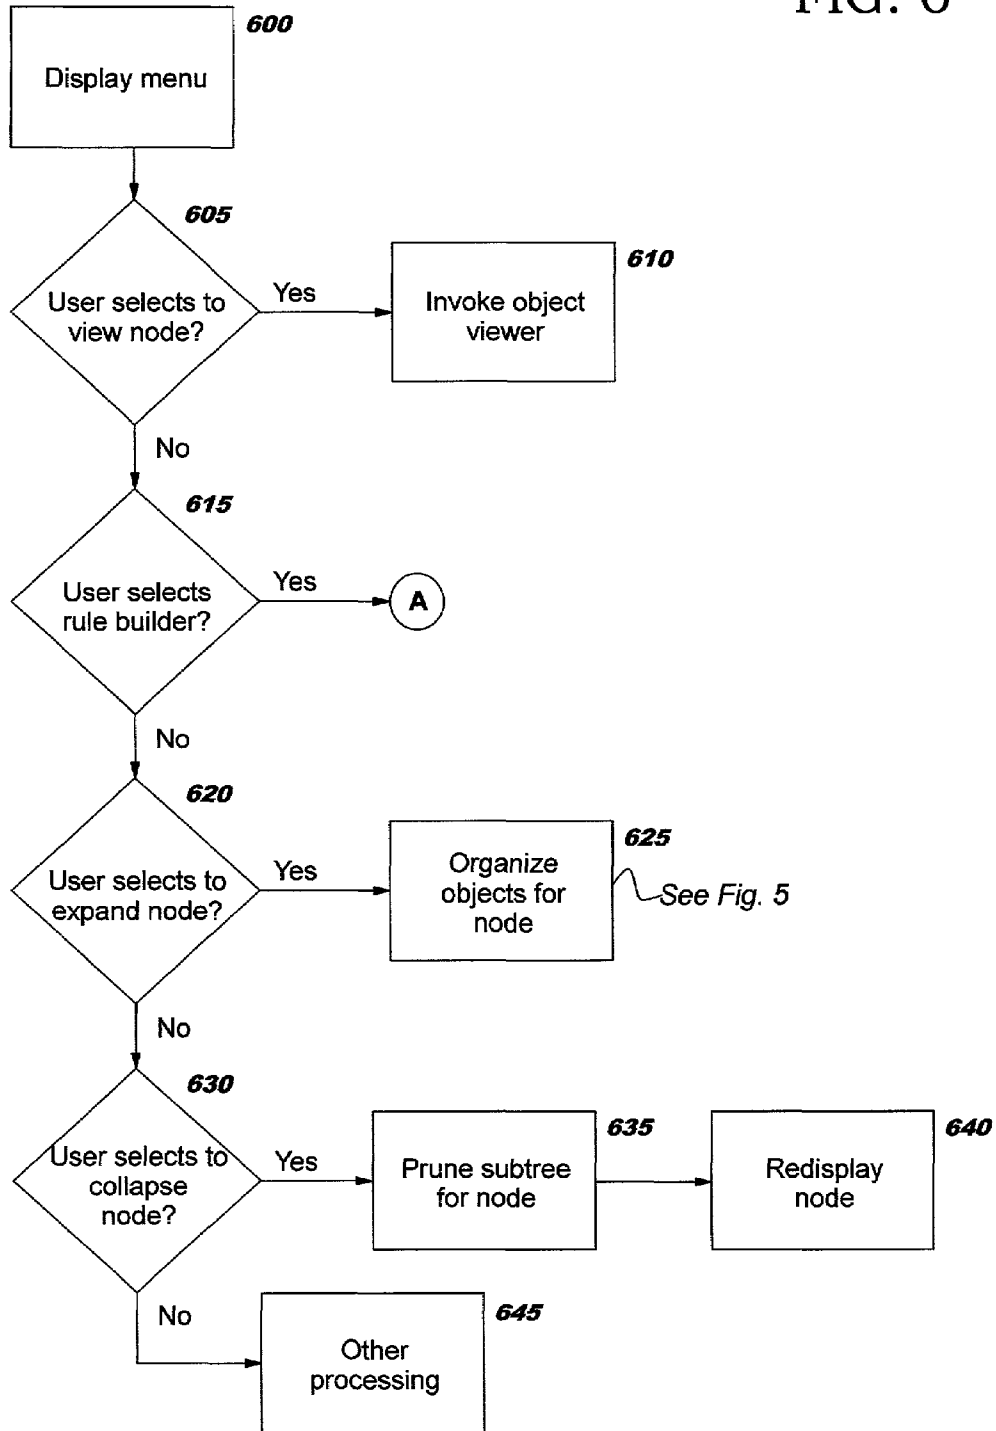 FIG. 6
600
Display menu
605
User selects to
view node?
Yes
610
Invoke object
viewer
No
615
User selects
rule builder?
Yes
A
No
620
User selects to
expand node?
Yes
625
Organize
objects for
node
See Fig. 5
No
630
User selects to
collapse
node?
Yes
635
Prune subtree
for node
640
Redisplay
node
No
645
Other
processing